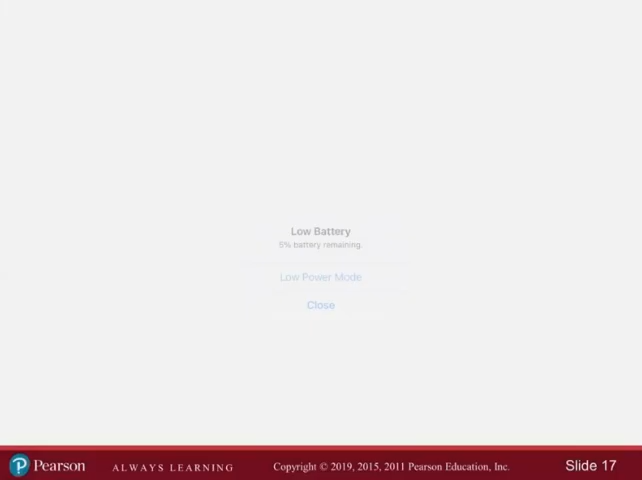 Low Battery
5% battery remaining.
Low Power Mode
Close
Pearson ALWAYS LEARNING Copyright © 2019, 2015, 2011 Pearson Education, Inc. Slide 17